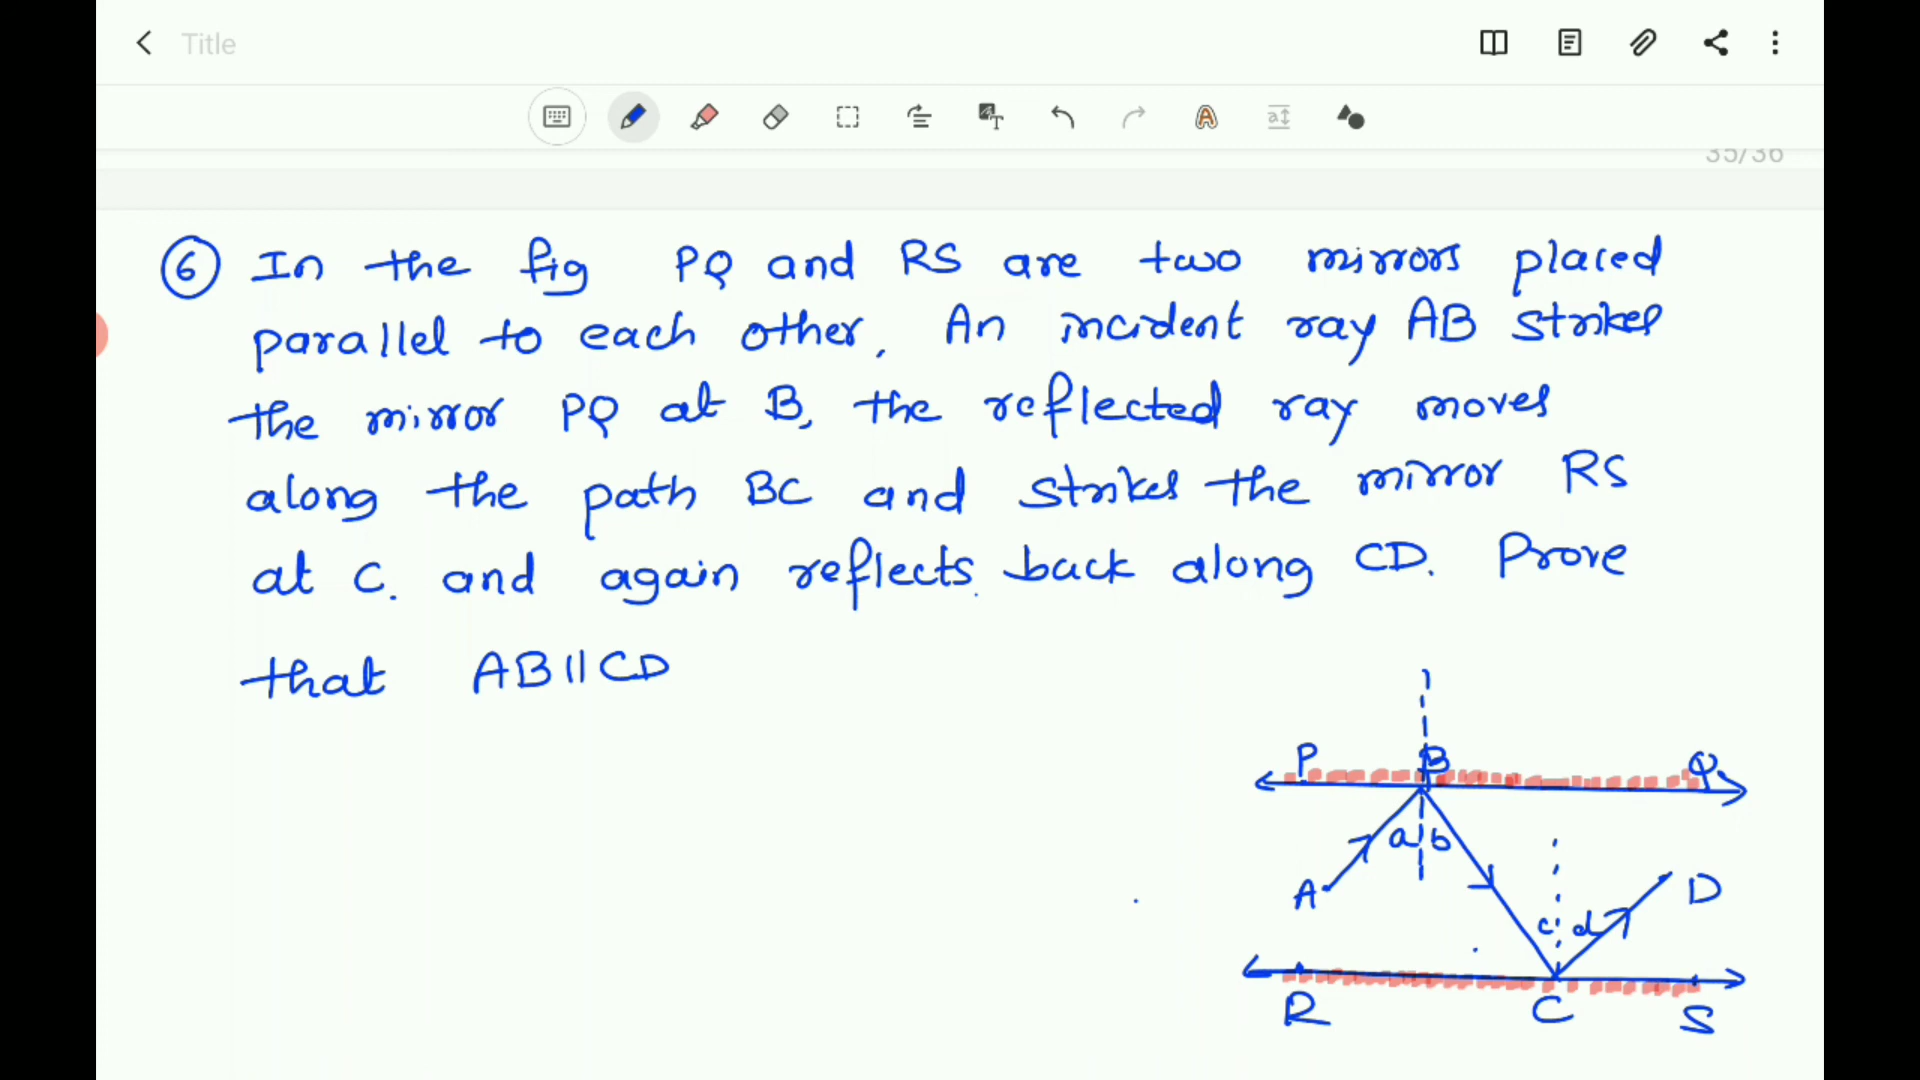 Title
35/36
6 In the fig PQ and RS are two mirrors placed
parallel to each other. An incident ray AB strikes
the mirror PQ at B, the reflected ray moves
along the path BC and strikes the mirror RS
at C. and again reflects back along CD. Prove
that AB || CD
P B Q
a b
A D
c d
R C S